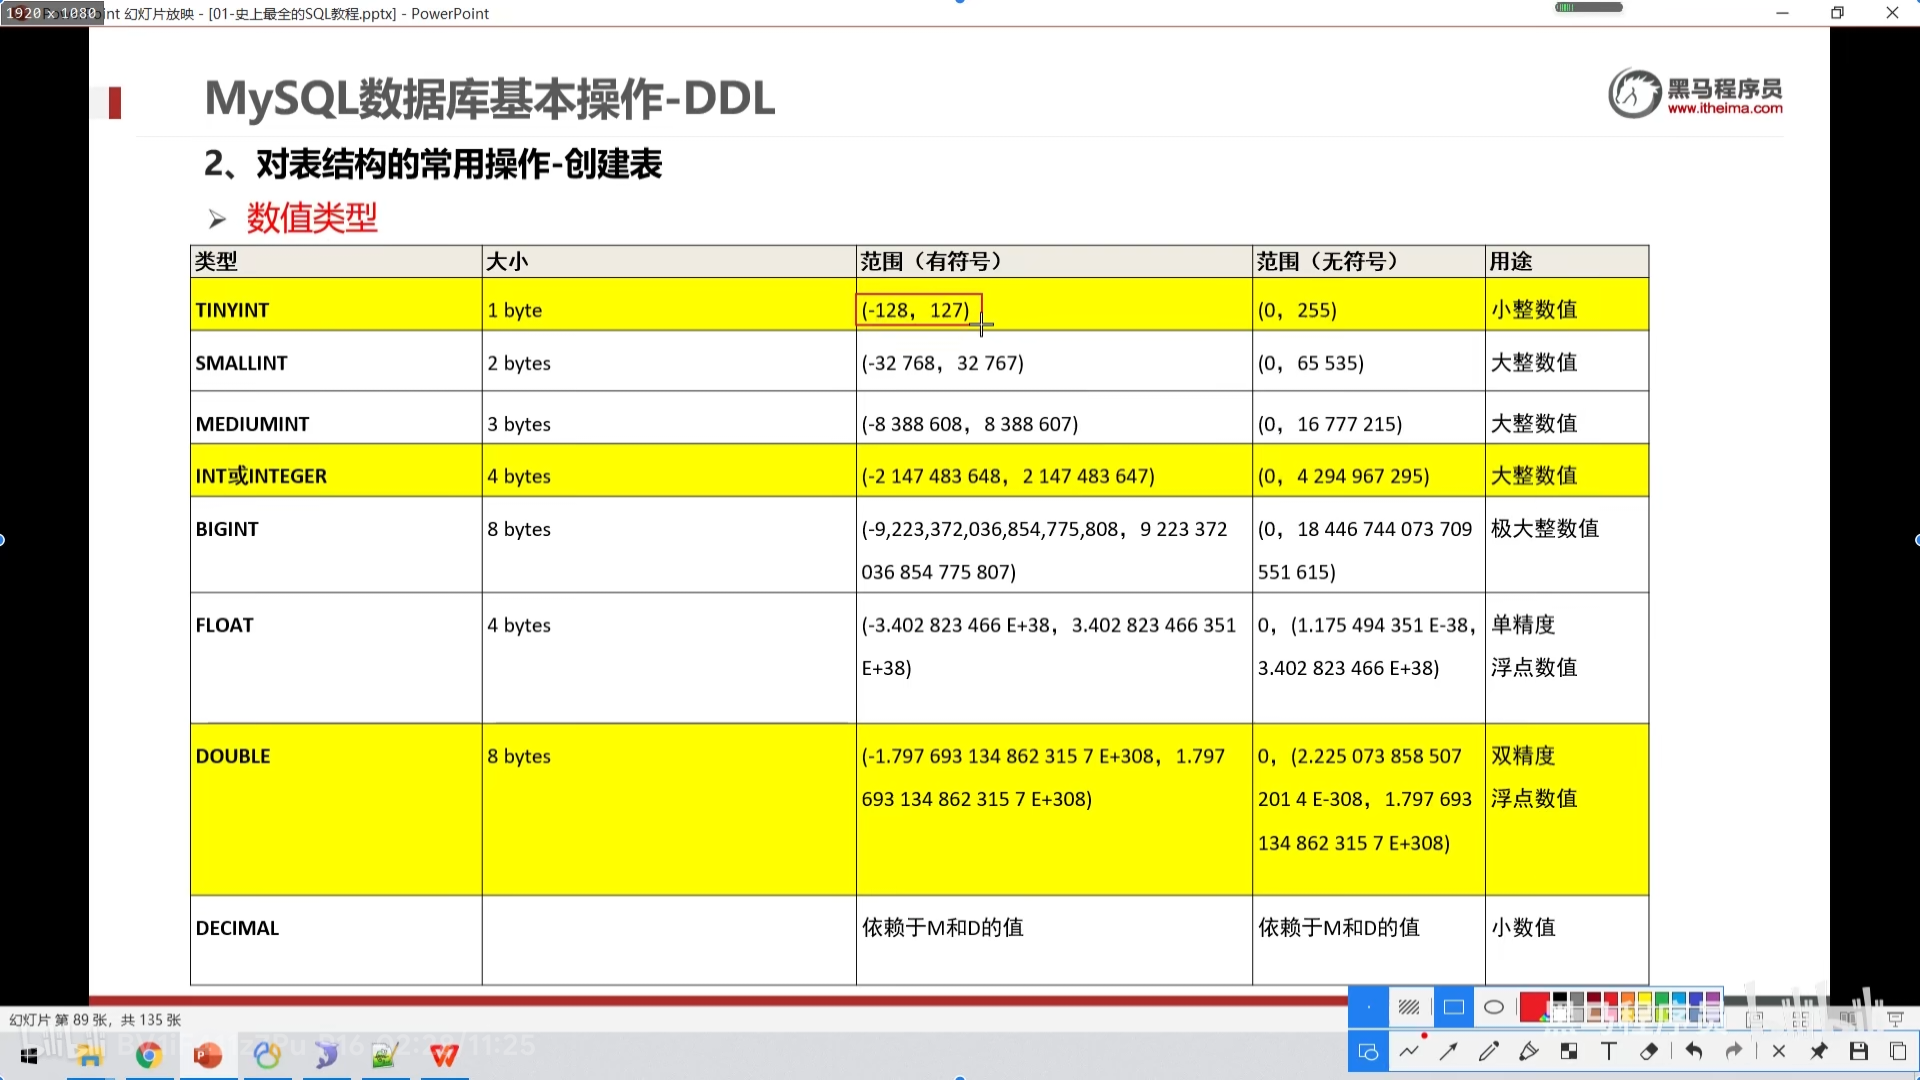 1920 x 1080
幻灯片放映 - [01-史上最全的SQL教程.pptx] - PowerPoint
MySQL数据库基本操作-DDL
黑马程序员
www.itheima.com
2、对表结构的常用操作-创建表
数值类型
类型 大小 范围（有符号） 范围（无符号） 用途
TINYINT 1 byte (-128，127) (0，255) 小整数值
SMALLINT 2 bytes (-32 768，32 767) (0，65 535) 大整数值
MEDIUMINT 3 bytes (-8 388 608，8 388 607) (0，16 777 215) 大整数值
INT或INTEGER 4 bytes (-2 147 483 648，2 147 483 647) (0，4 294 967 295) 大整数值
BIGINT 8 bytes (-9,223,372,036,854,775,808，9 223 372 (0，18 446 744 073 709 极大整数值
036 854 775 807) 551 615)
FLOAT 4 bytes (-3.402 823 466 E+38，3.402 823 466 351 0，(1.175 494 351 E-38， 单精度
E+38) 3.402 823 466 E+38) 浮点数值
DOUBLE 8 bytes (-1.797 693 134 862 315 7 E+308，1.797 0，(2.225 073 858 507 双精度
693 134 862 315 7 E+308) 201 4 E-308，1.797 693 浮点数值
134 862 315 7 E+308)
DECIMAL 依赖于M和D的值 依赖于M和D的值 小数值
幻灯片 第 89 张，共 135 张
黑马程序员
bilibili
02:28/11:25